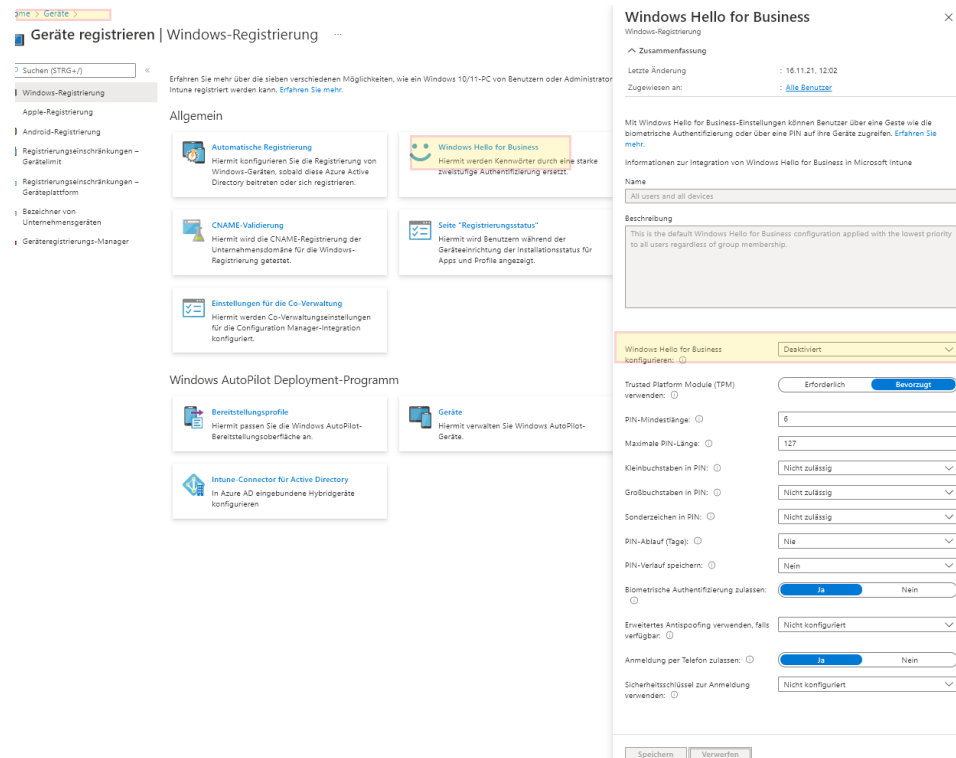 ome > Geräte >
Geräte registrieren | Windows-Registrierung ...
Suchen (STRG+/) «
Windows-Registrierung
Apple-Registrierung
Android-Registrierung
Registrierungseinschränkungen –
Gerätelimit
Registrierungseinschränkungen –
Geräteplattform
Bezeichner von
Unternehmensgeräten
Geräteregistrierungs-Manager
Erfahren Sie mehr über die sieben verschiedenen Möglichkeiten, wie ein Windows 10/11-PC von Benutzern oder Administrator
Intune registriert werden kann. Erfahren Sie mehr.
Allgemein
Automatische Registrierung
Hiermit konfigurieren Sie die Registrierung von
Windows-Geräten, sobald diese Azure Active
Directory beitreten oder sich registrieren.
Windows Hello for Business
Hiermit werden Kennwörter durch eine starke
zweistufige Authentifizierung ersetzt.
CNAME-Validierung
Hiermit wird die CNAME-Registrierung der
Unternehmensdomäne für die Windows-
Registrierung getestet.
Seite "Registrierungsstatus"
Hiermit wird Benutzern während der
Geräteeinrichtung der Installationsstatus für
Apps und Profile angezeigt.
Einstellungen für die Co-Verwaltung
Hiermit werden Co-Verwaltungseinstellungen
für die Configuration Manager-Integration
konfiguriert.
Windows AutoPilot Deployment-Programm
Bereitstellungsprofile
Hiermit passen Sie die Windows AutoPilot-
Bereitstellungsoberfläche an.
Geräte
Hiermit verwalten Sie Windows AutoPilot-
Geräte.
Intune-Connector für Active Directory
In Azure AD eingebundene Hybridgeräte
konfigurieren
Windows Hello for Business
Windows-Registrierung
Zusammenfassung
Letzte Änderung : 16.11.21, 12:02
Zugewiesen an: : Alle Benutzer
Mit Windows Hello for Business-Einstellungen können Benutzer über eine Geste wie die
biometrische Authentifizierung oder über eine PIN auf ihre Geräte zugreifen. Erfahren Sie
mehr.
Informationen zur Integration von Windows Hello for Business in Microsoft Intune
Name
All users and all devices
Beschreibung
This is the default Windows Hello for Business configuration applied with the lowest priority
to all users regardless of group membership.
Windows Hello for Business
konfigurieren: Deaktiviert
Trusted Platform Module (TPM)
verwenden: Erforderlich Bevorzugt
PIN-Mindestlänge: 6
Maximale PIN-Länge: 127
Kleinbuchstaben in PIN: Nicht zulässig
Großbuchstaben in PIN: Nicht zulässig
Sonderzeichen in PIN: Nicht zulässig
PIN-Ablauf (Tage): Nie
PIN-Verlauf speichern: Nein
Biometrische Authentifizierung zulassen: Ja Nein
Erweitertes Antispoofing verwenden, falls
verfügbar: Nicht konfiguriert
Anmeldung per Telefon zulassen: Ja Nein
Sicherheitsschlüssel zur Anmeldung
verwenden: Nicht konfiguriert
Speichern Verwerfen